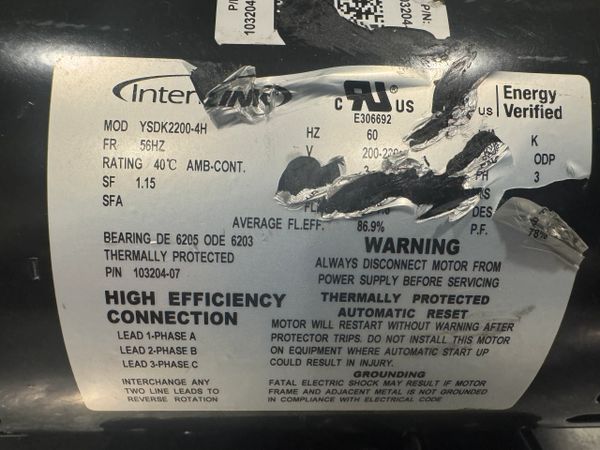 P/N:
103204
Inter
C US
E306692
US
Energy
Verified
MOD YSDK2200-4H
HZ 60
K
FR 56HZ
V 200-230
ODP
RATING 40℃ AMB-CONT.
PH 3
SF 1.15
SFA
DES
AVERAGE FL.EFF. 86.9%
P.F. 78%
BEARING DE 6205 ODE 6203
THERMALLY PROTECTED
P/N 103204-07
WARNING
ALWAYS DISCONNECT MOTOR FROM
POWER SUPPLY BEFORE SERVICING
HIGH EFFICIENCY
CONNECTION
LEAD 1-PHASE A
LEAD 2-PHASE B
LEAD 3-PHASE C
INTERCHANGE ANY
TWO LINE LEADS TO
REVERSE ROTATION
THERMALLY PROTECTED
AUTOMATIC RESET
MOTOR WILL RESTART WITHOUT WARNING AFTER
PROTECTOR TRIPS. DO NOT INSTALL THIS MOTOR
ON EQUIPMENT WHERE AUTOMATIC START UP
COULD RESULT IN INJURY.
GROUNDING
FATAL ELECTRIC SHOCK MAY RESULT IF MOTOR
FRAME AND ADJACENT METAL IS NOT GROUNDED
IN COMPLIANCE WITH ELECTRICAL CODE